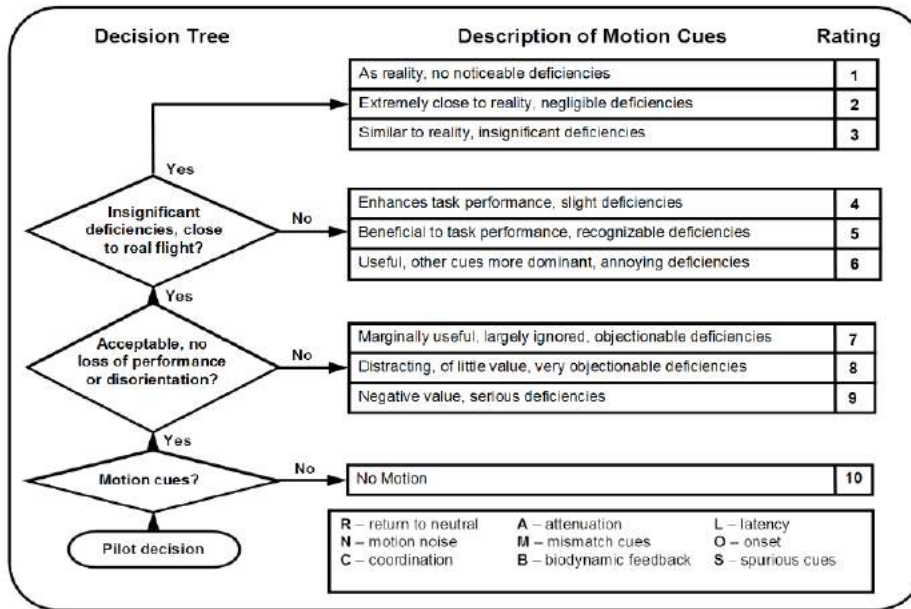 Decision Tree
Description of Motion Cues
Rating
As reality, no noticeable deficiencies
1
Extremely close to reality, negligible deficiencies
2
Similar to reality, insignificant deficiencies
3
Yes
Insignificant
deficiencies, close
to real flight?
No
Enhances task performance, slight deficiencies
4
Beneficial to task performance, recognizable deficiencies
5
Useful, other cues more dominant, annoying deficiencies
6
Yes
Acceptable, no
loss of performance
or disorientation?
No
Marginally useful, largely ignored, objectionable deficiencies
7
Distracting, of little value, very objectionable deficiencies
8
Negative value, serious deficiencies
9
Yes
Motion cues?
No
No Motion
10
Pilot decision
R – return to neutral
A – attenuation
L – latency
N – motion noise
M – mismatch cues
O – onset
C – coordination
B – biodynamic feedback
S – spurious cues